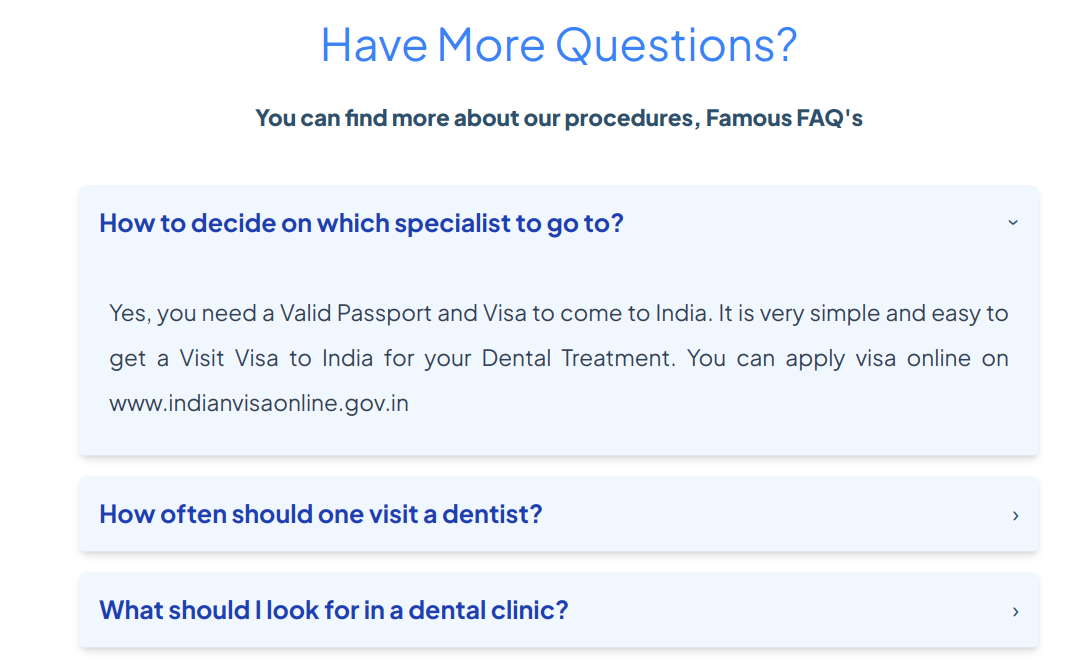 Have More Questions?
You can find more about our procedures, Famous FAQ's
How to decide on which specialist to go to?
Yes, you need a Valid Passport and Visa to come to India. It is very simple and easy to
get a Visit Visa to India for your Dental Treatment. You can apply visa online on
www.indianvisaonline.gov.in
How often should one visit a dentist?
What should I look for in a dental clinic?